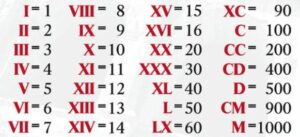 I = 1 VIII = 8 XV = 15 XC = 90
II = 2 IX = 9 XVI = 16 C = 100
III = 3 X = 10 XX = 20 CC = 200
IV = 4 XI = 11 XXX = 30 CD = 400
V = 5 XII = 12 XL = 40 D = 500
VI = 6 XIII = 13 L = 50 CM = 900
VII = 7 XIV = 14 LX = 60 M = 1000